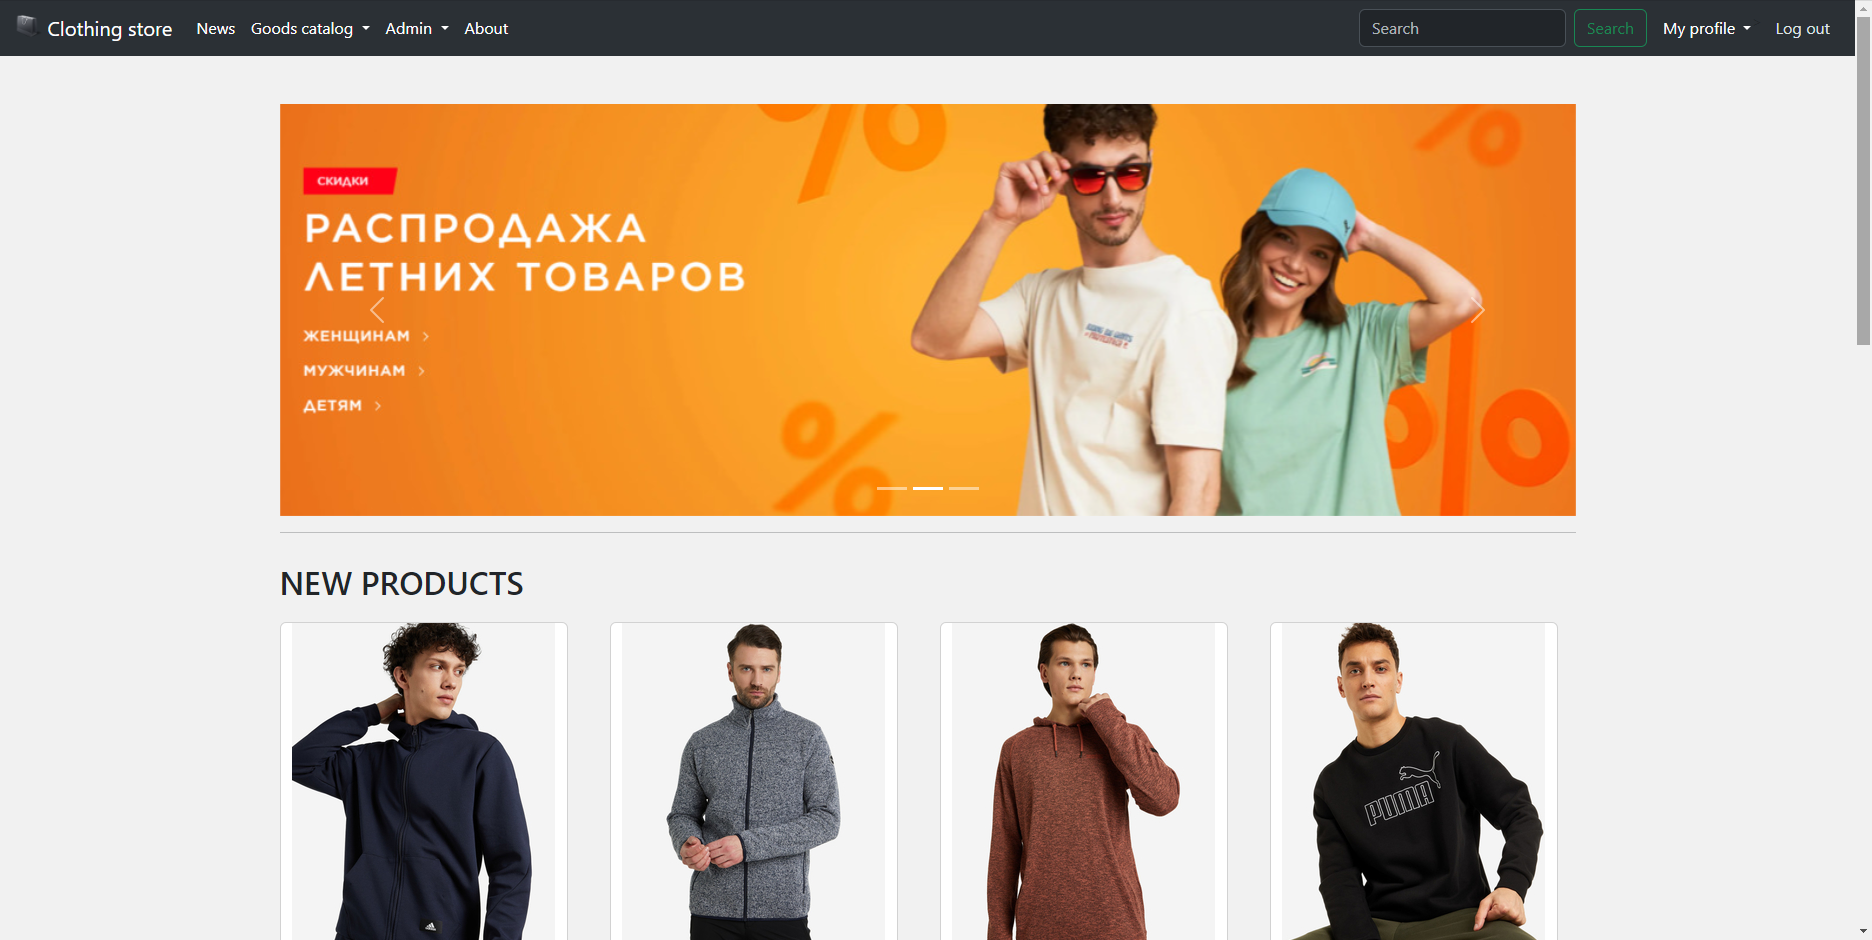 Clothing store
News
Goods catalog
Admin
About
Search
Search
My profile
Log out
СКИДКИ
РАСПРОДАЖА
ЛЕТНИХ ТОВАРОВ
ЖЕНЩИНАМ
МУЖЧИНАМ
ДЕТЯМ
NEW PRODUCTS
PUMA